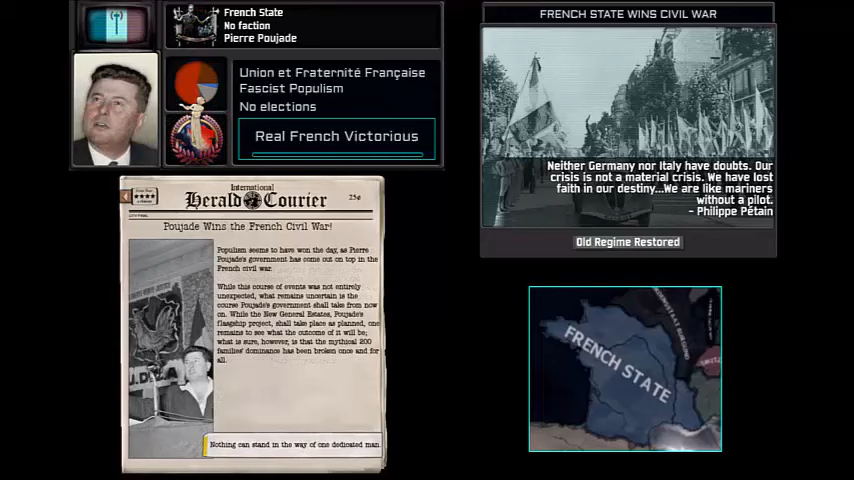 French State
No faction
Pierre Poujade
Union et Fraternité Française
Fascist Populism
No elections
Real French Victorious
FRENCH STATE WINS CIVIL WAR
Neither Germany nor Italy have doubts. Our
crisis is not a material crisis. We have lost
faith in our destiny...We are like mariners
without a pilot.
- Philippe Pétain
Old Regime Restored
International
Herald Courier
25¢
Poujade Wins the French Civil War!
Populism seems to have won the day, as Pierre
Poujade's government has come out on top in the
French civil war.
While this course of events was not entirely
unexpected, what remains uncertain is the
course Poujade's government shall take from now
on. While the New General Estates, Poujade's
flagship project, shall take place as planned, one
remains to see what the outcome of it will be;
what is sure, however, is that the mythical 200
families' dominance has been broken once and for
all.
U.D.C.A
Nothing can stand in the way of one dedicated man.
FRENCH STATE